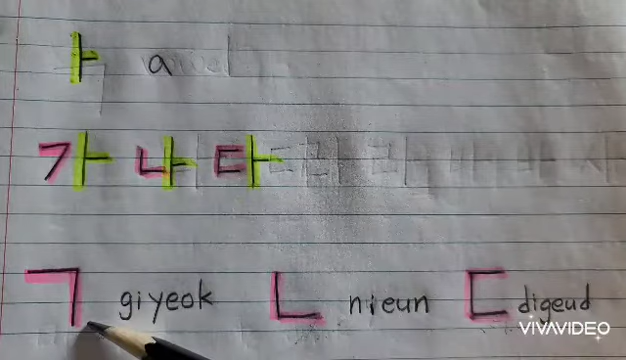 ㅏ a
가 나 다
ㄱ giyeok ㄴ nieun ㄷ digeud
VIVAVIDEO